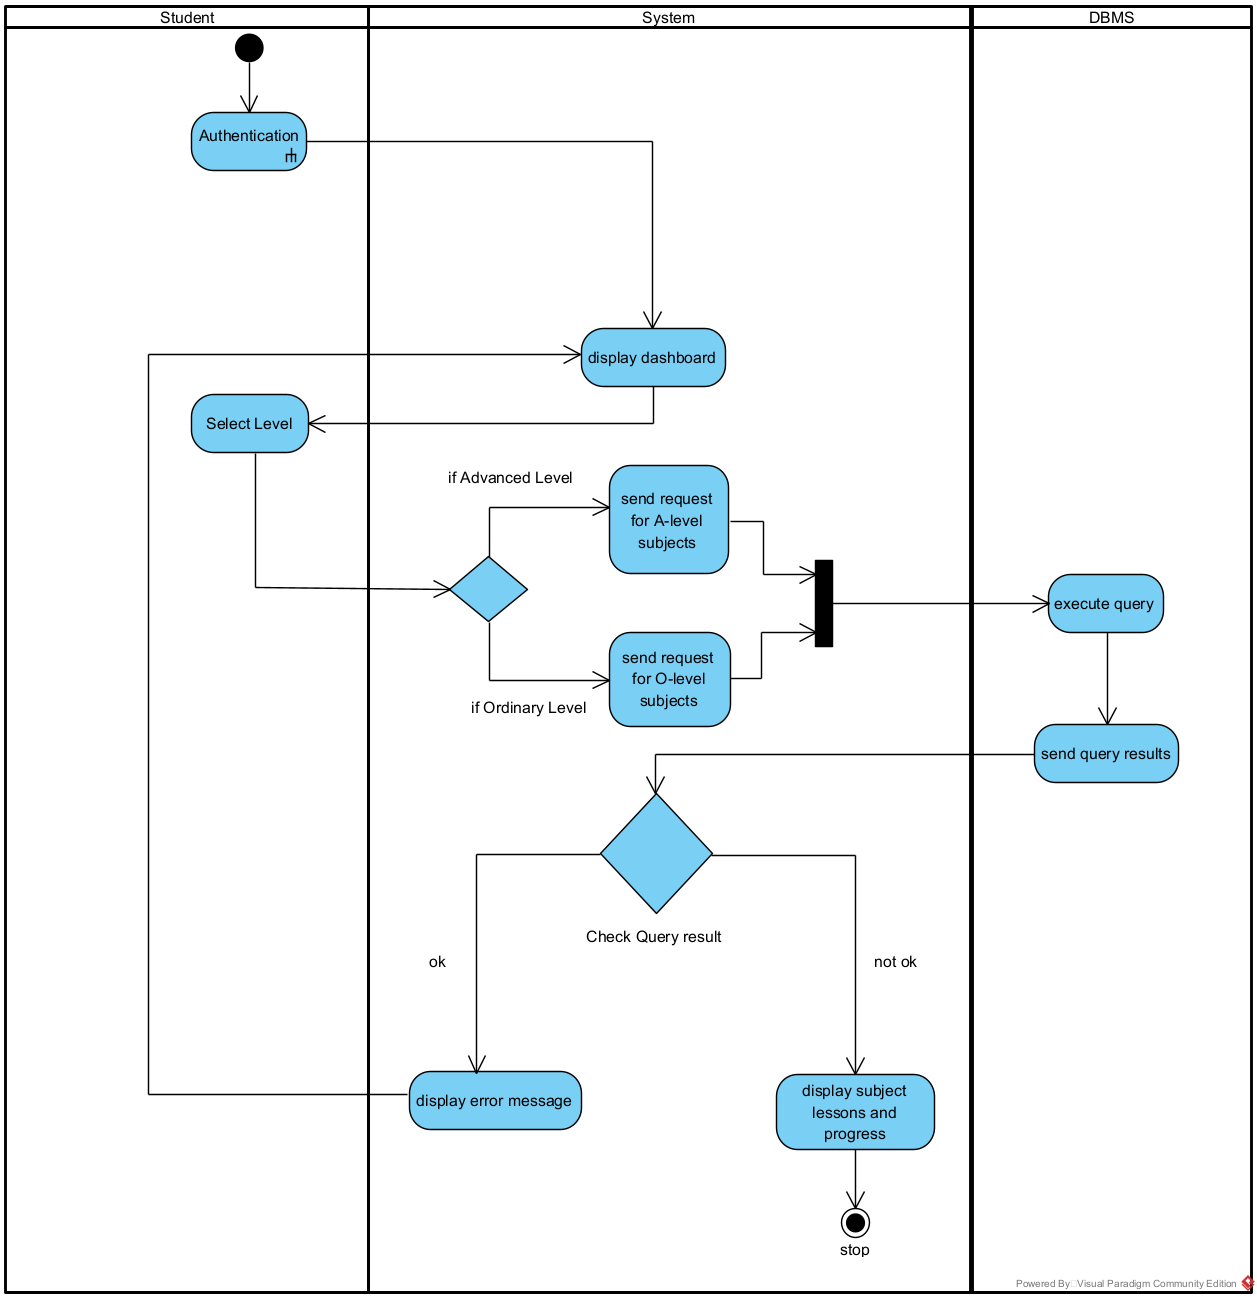 Student
System
DBMS
Authentication
display dashboard
Select Level
if Advanced Level
send request
for A-level
subjects
execute query
send request
for O-level
subjects
if Ordinary Level
send query results
Check Query result
ok
not ok
display error message
display subject
lessons and
progress
stop
Powered By Visual Paradigm Community Edition